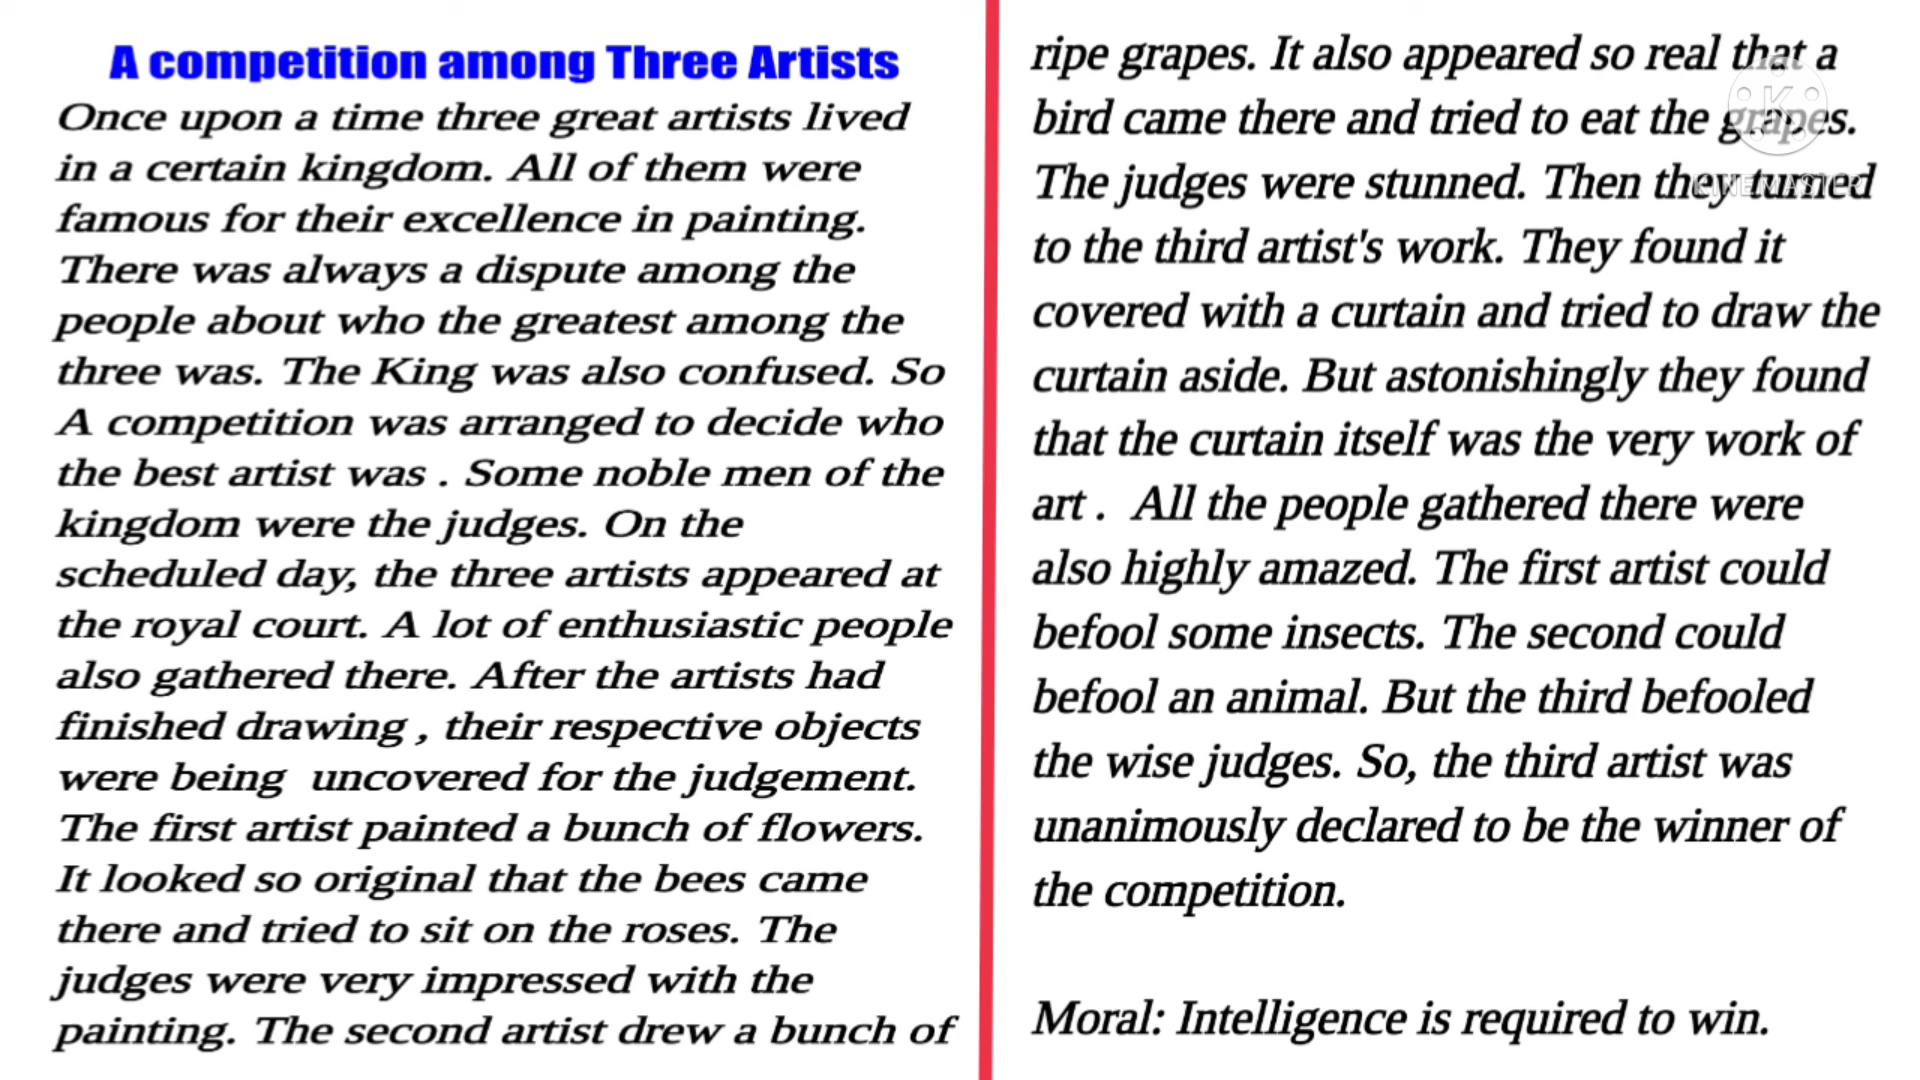 A competition among Three Artists
Once upon a time three great artists lived
in a certain kingdom. All of them were
famous for their excellence in painting.
There was always a dispute among the
people about who the greatest among the
three was. The King was also confused. So
A competition was arranged to decide who
the best artist was . Some noble men of the
kingdom were the judges. On the
scheduled day, the three artists appeared at
the royal court. A lot of enthusiastic people
also gathered there. After the artists had
finished drawing , their respective objects
were being  uncovered for the judgement.
The first artist painted a bunch of flowers.
It looked so original that the bees came
there and tried to sit on the roses. The
judges were very impressed with the
painting. The second artist drew a bunch of
ripe grapes. It also appeared so real that a
bird came there and tried to eat the grapes.
The judges were stunned. Then they turned
to the third artist's work. They found it
covered with a curtain and tried to draw the
curtain aside. But astonishingly they found
that the curtain itself was the very work of
art .  All the people gathered there were
also highly amazed. The first artist could
befool some insects. The second could
befool an animal. But the third befooled
the wise judges. So, the third artist was
unanimously declared to be the winner of
the competition.
Moral: Intelligence is required to win.
K
KINEMASTER